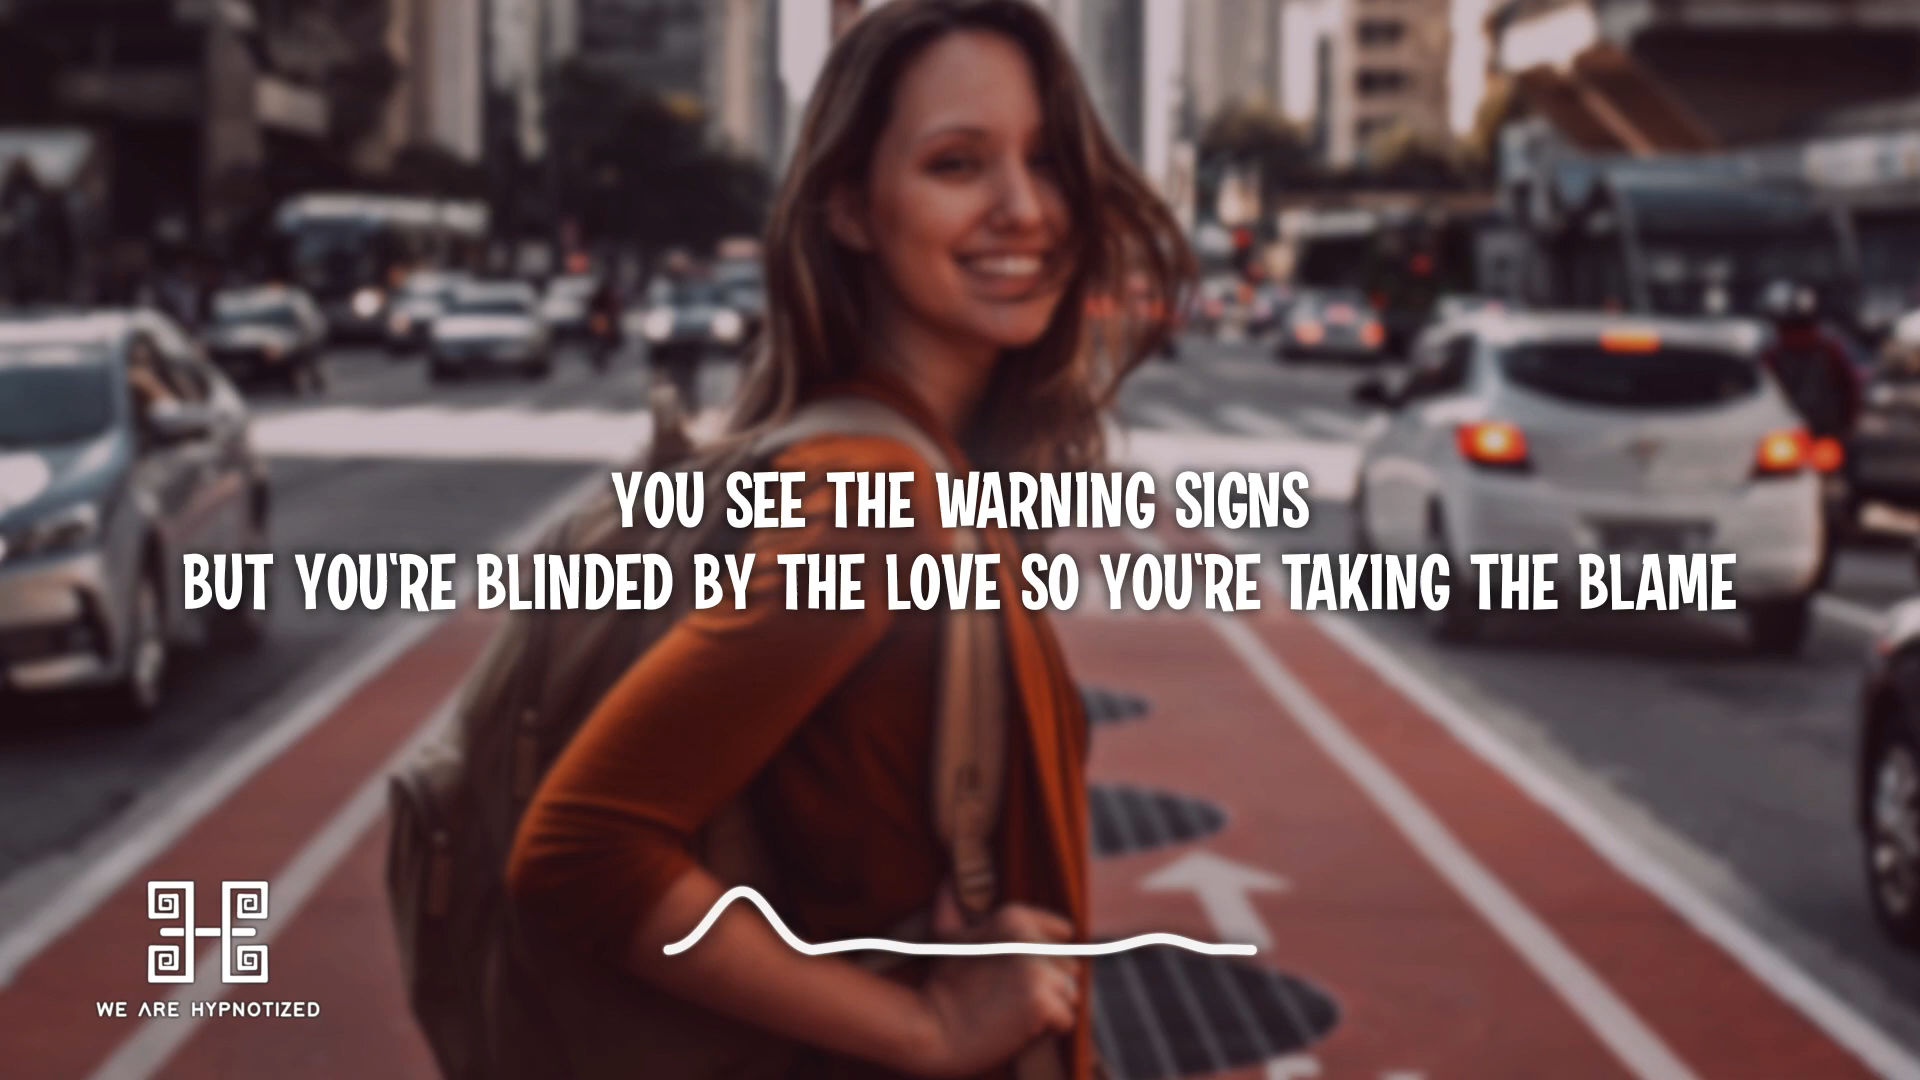 YOU SEE THE WARNING SIGNS
BUT YOU'RE BLINDED BY THE LOVE SO YOU'RE TAKING THE BLAME
WE ARE HYPNOTIZED